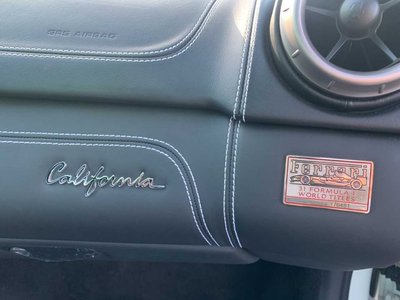 SRS AIRBAG
California
Ferrari
31 FORMULA 1
WORLD TITLES